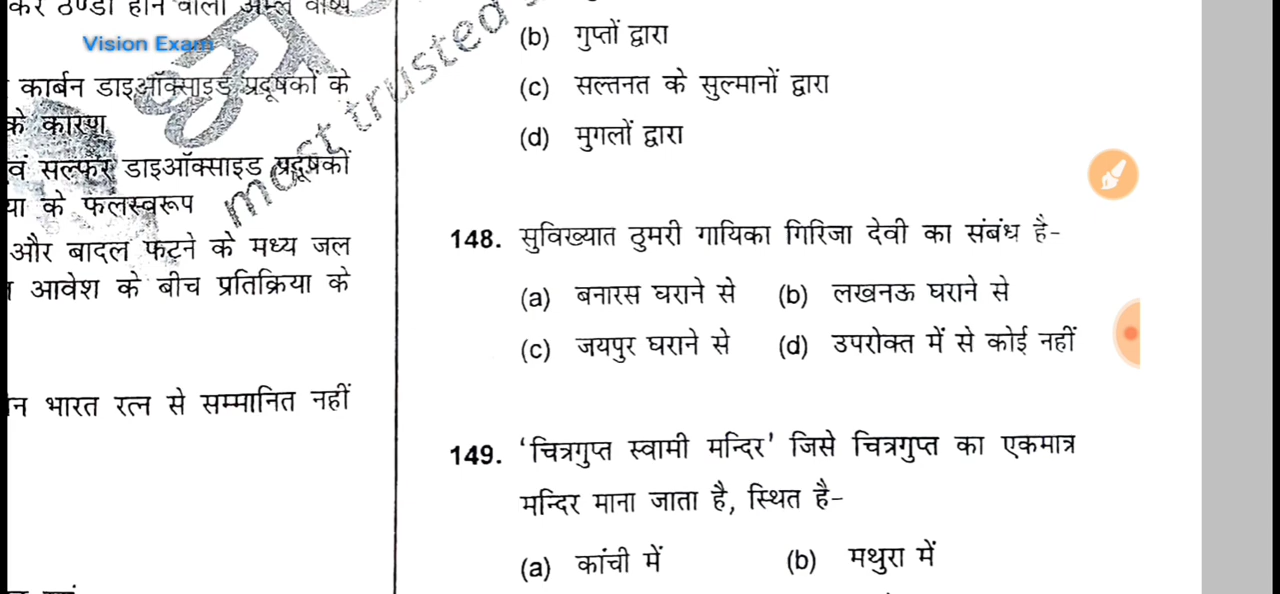 कर ठण्डा होने वाली अम्ल वाष्प
Vision Exam
कार्बन डाइऑक्साइड प्रदूषकों के
के कारण
एवं सल्फर डाइऑक्साइड प्रदूषकों
या के फलस्वरूप
और बादल फटने के मध्य जल
आवेश के बीच प्रतिक्रिया के
न भारत रत्न से सम्मानित नहीं
most trusted
(b) गुप्तों द्वारा
(c) सल्तनत के सुल्मानों द्वारा
(d) मुगलों द्वारा
148. सुविख्यात ठुमरी गायिका गिरिजा देवी का संबंध है-
(a) बनारस घराने से (b) लखनऊ घराने से
(c) जयपुर घराने से (d) उपरोक्त में से कोई नहीं
149. 'चित्रगुप्त स्वामी मन्दिर' जिसे चित्रगुप्त का एकमात्र
मन्दिर माना जाता है, स्थित है-
(a) कांची में (b) मथुरा में